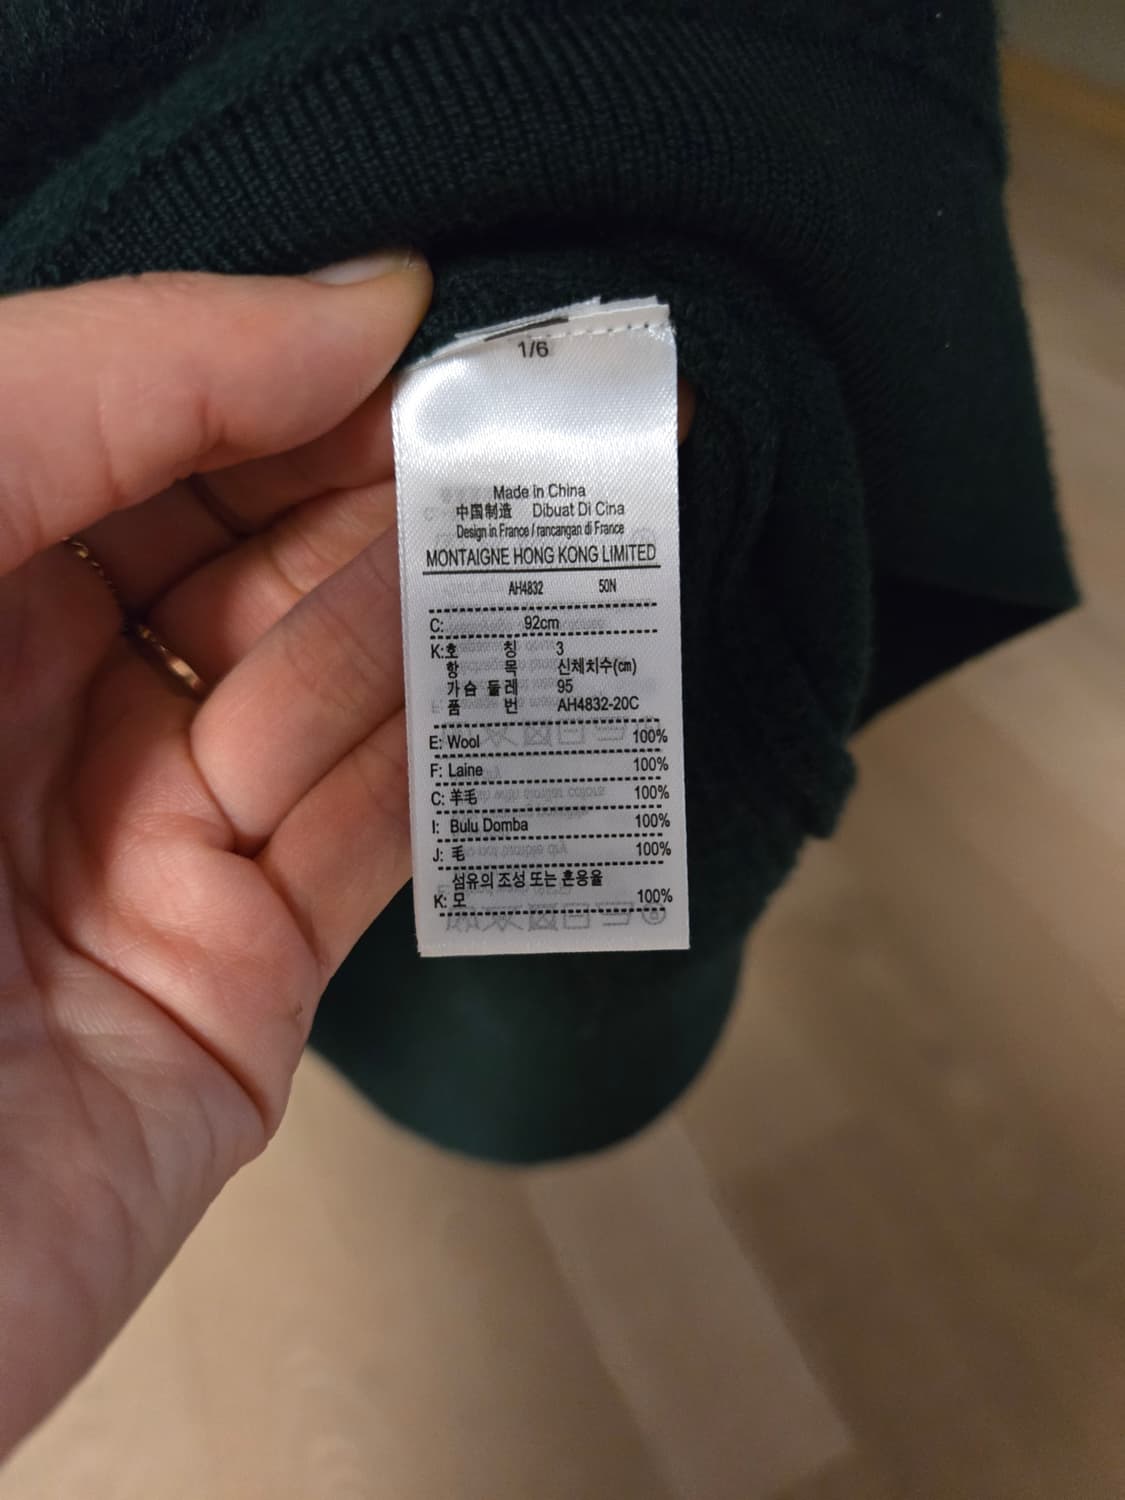 1/6
Made in China
中国制造 Dibuat Di Cina
Design in France / rancangan di France
MONTAIGNE HONG KONG LIMITED
AH4832 50N
C: 92cm
K:호 칭 3
항 목 신체치수(cm)
가슴 둘레 95
품 번 AH4832-20C
E: Wool 100%
F: Laine 100%
C: 羊毛 100%
I: Bulu Domba 100%
J: 毛 100%
섬유의 조성 또는 혼용율
K: 모 100%